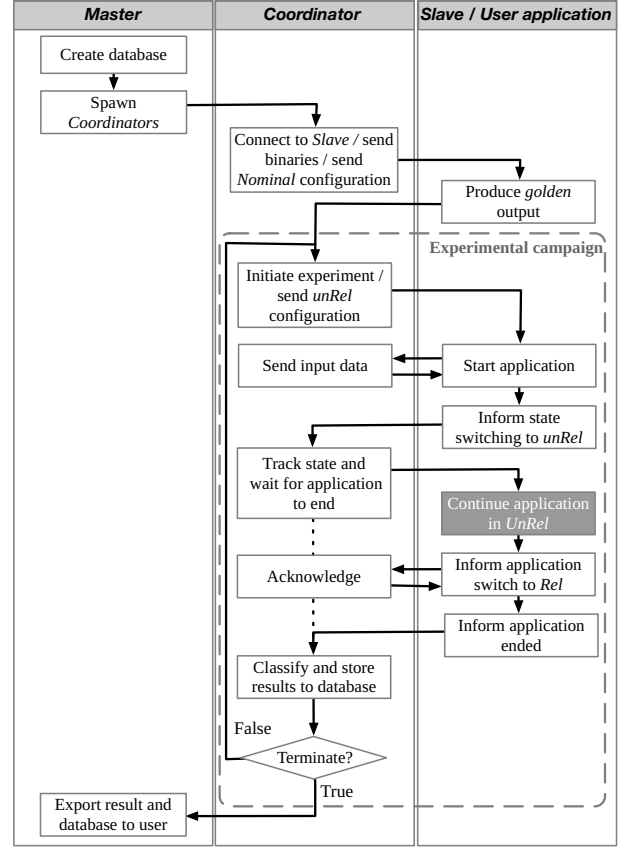 Master
Coordinator
Slave / User application
Create database
Spawn
Coordinators
Connect to Slave / send
binaries / send
Nominal configuration
Produce golden
output
Experimental campaign
Initiate experiment /
send unRel
configuration
Send input data
Start application
Inform state
switching to unRel
Track state and
wait for application
to end
Continue application
in UnRel
Acknowledge
Inform application
switch to Rel
Inform application
ended
Classify and store
results to database
False
Terminate?
True
Export result and
database to user